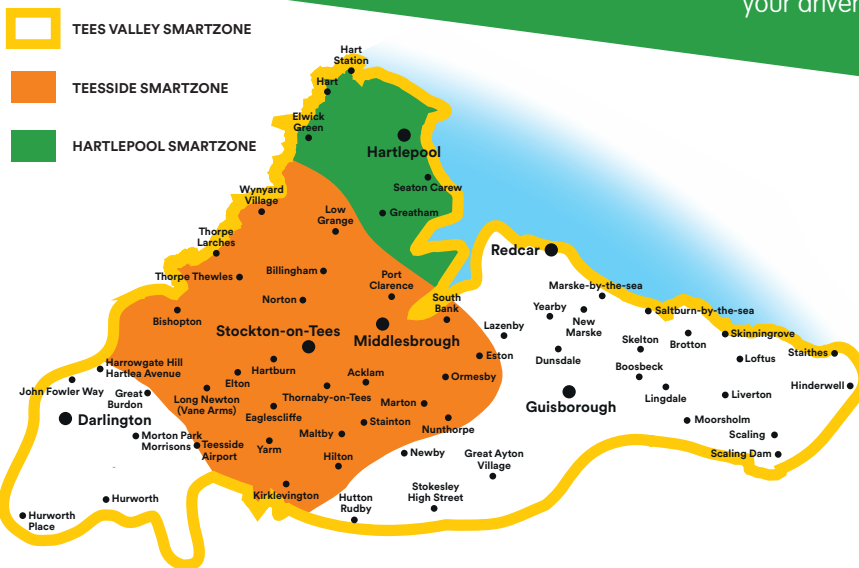 your driver
TEES VALLEY SMARTZONE
TEESSIDE SMARTZONE
HARTLEPOOL SMARTZONE
Hart
Station
Hart
Elwick
Green
Hartlepool
Seaton Carew
Wynyard
Village
Low
Grange
Greatham
Thorpe
Larches
Redcar
Thorpe Thewles
Billingham
Port
Clarence
Marske-by-the-sea
Norton
South
Bank
Yearby
New
Marske
Saltburn-by-the-sea
Bishopton
Stockton-on-Tees
Middlesbrough
Lazenby
Skelton
Brotton
Skinningrove
Staithes
Eston
Dunsdale
Boosbeck
Loftus
Harrowgate Hill
Hartlea Avenue
Hartburn
Acklam
Ormesby
Hinderwell
John Fowler Way
Great
Burdon
Elton
Long Newton
(Vane Arms)
Thornaby-on-Tees
Marton
Guisborough
Lingdale
Liverton
Darlington
Eaglescliffe
Stainton
Nunthorpe
Moorsholm
Morton Park
Morrisons
Teesside
Airport
Yarm
Maltby
Scaling
Hilton
Newby
Great Ayton
Village
Scaling Dam
Hurworth
Kirklevington
Hutton
Rudby
Stokesley
High Street
Hurworth
Place